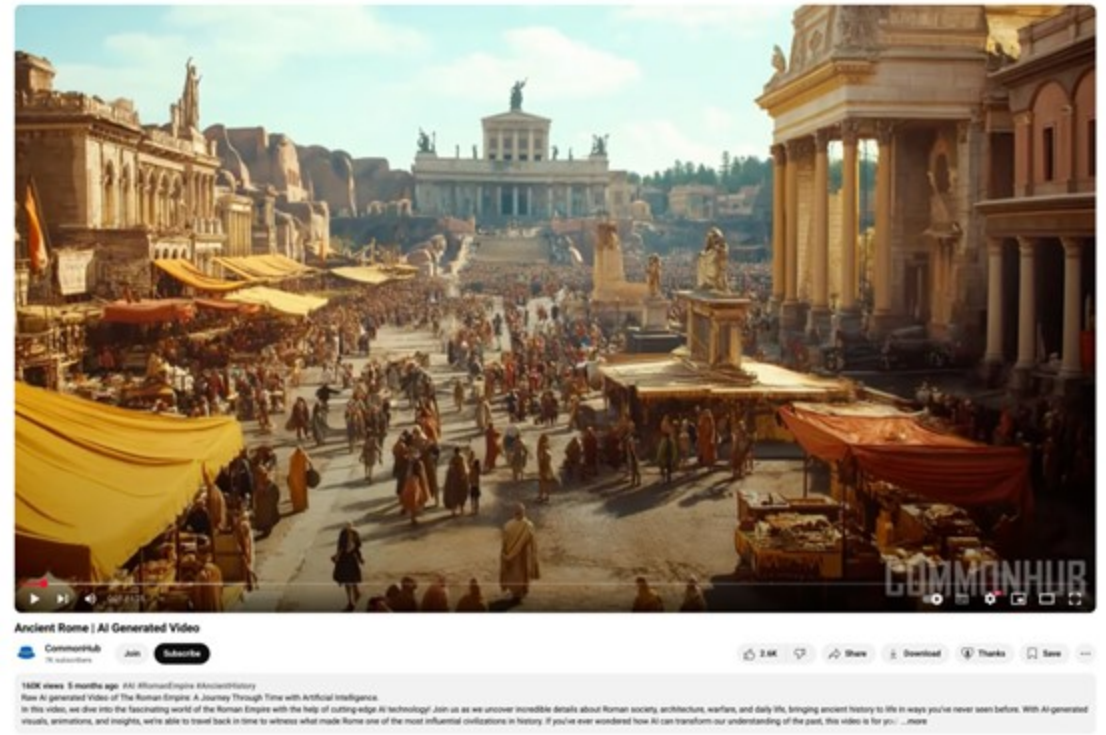 COMMONHUB
Ancient Rome | AI Generated Video
CommonHub
7K subscribers
Join
Subscribe
2.6K
Share
Download
Thanks
Save
160K views 5 months ago #AI #RomanEmpire #AncientHistory
Raw AI generated Video of The Roman Empire: A Journey Through Time with Artificial Intelligence.
In this video, we dive into the fascinating world of the Roman Empire with the help of cutting-edge AI technology! Join us as we uncover incredible details about Roman society, architecture, warfare, and daily life, bringing ancient history to life in ways you've never seen before. With AI-generated
visuals, animations, and insights, we're able to travel back in time to witness what made Rome one of the most influential civilizations in history. If you've ever wondered how AI can transform our understanding of the past, this video is for you ...more